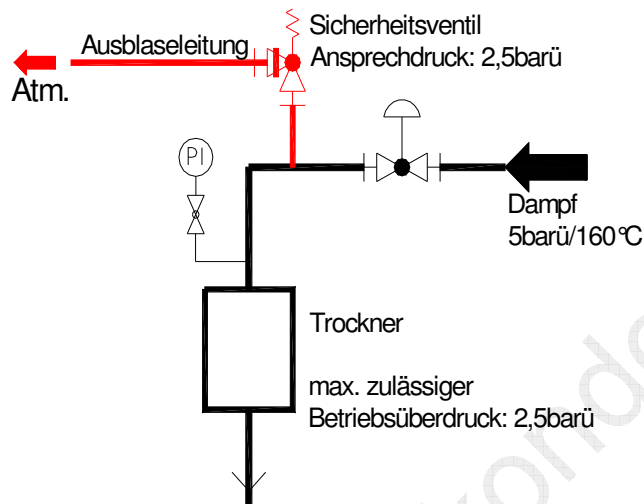 Sicherheitsventil
Ausblaseleitung
Ansprechdruck: 2,5barü
Atm.
PI
Dampf
5barü/160°C
Trockner
max. zulässiger
Betriebsüberdruck: 2,5barü